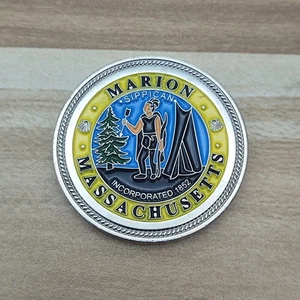 MARION
SIPPICAN
INCORPORATED 1852
MASSACHUSETTS